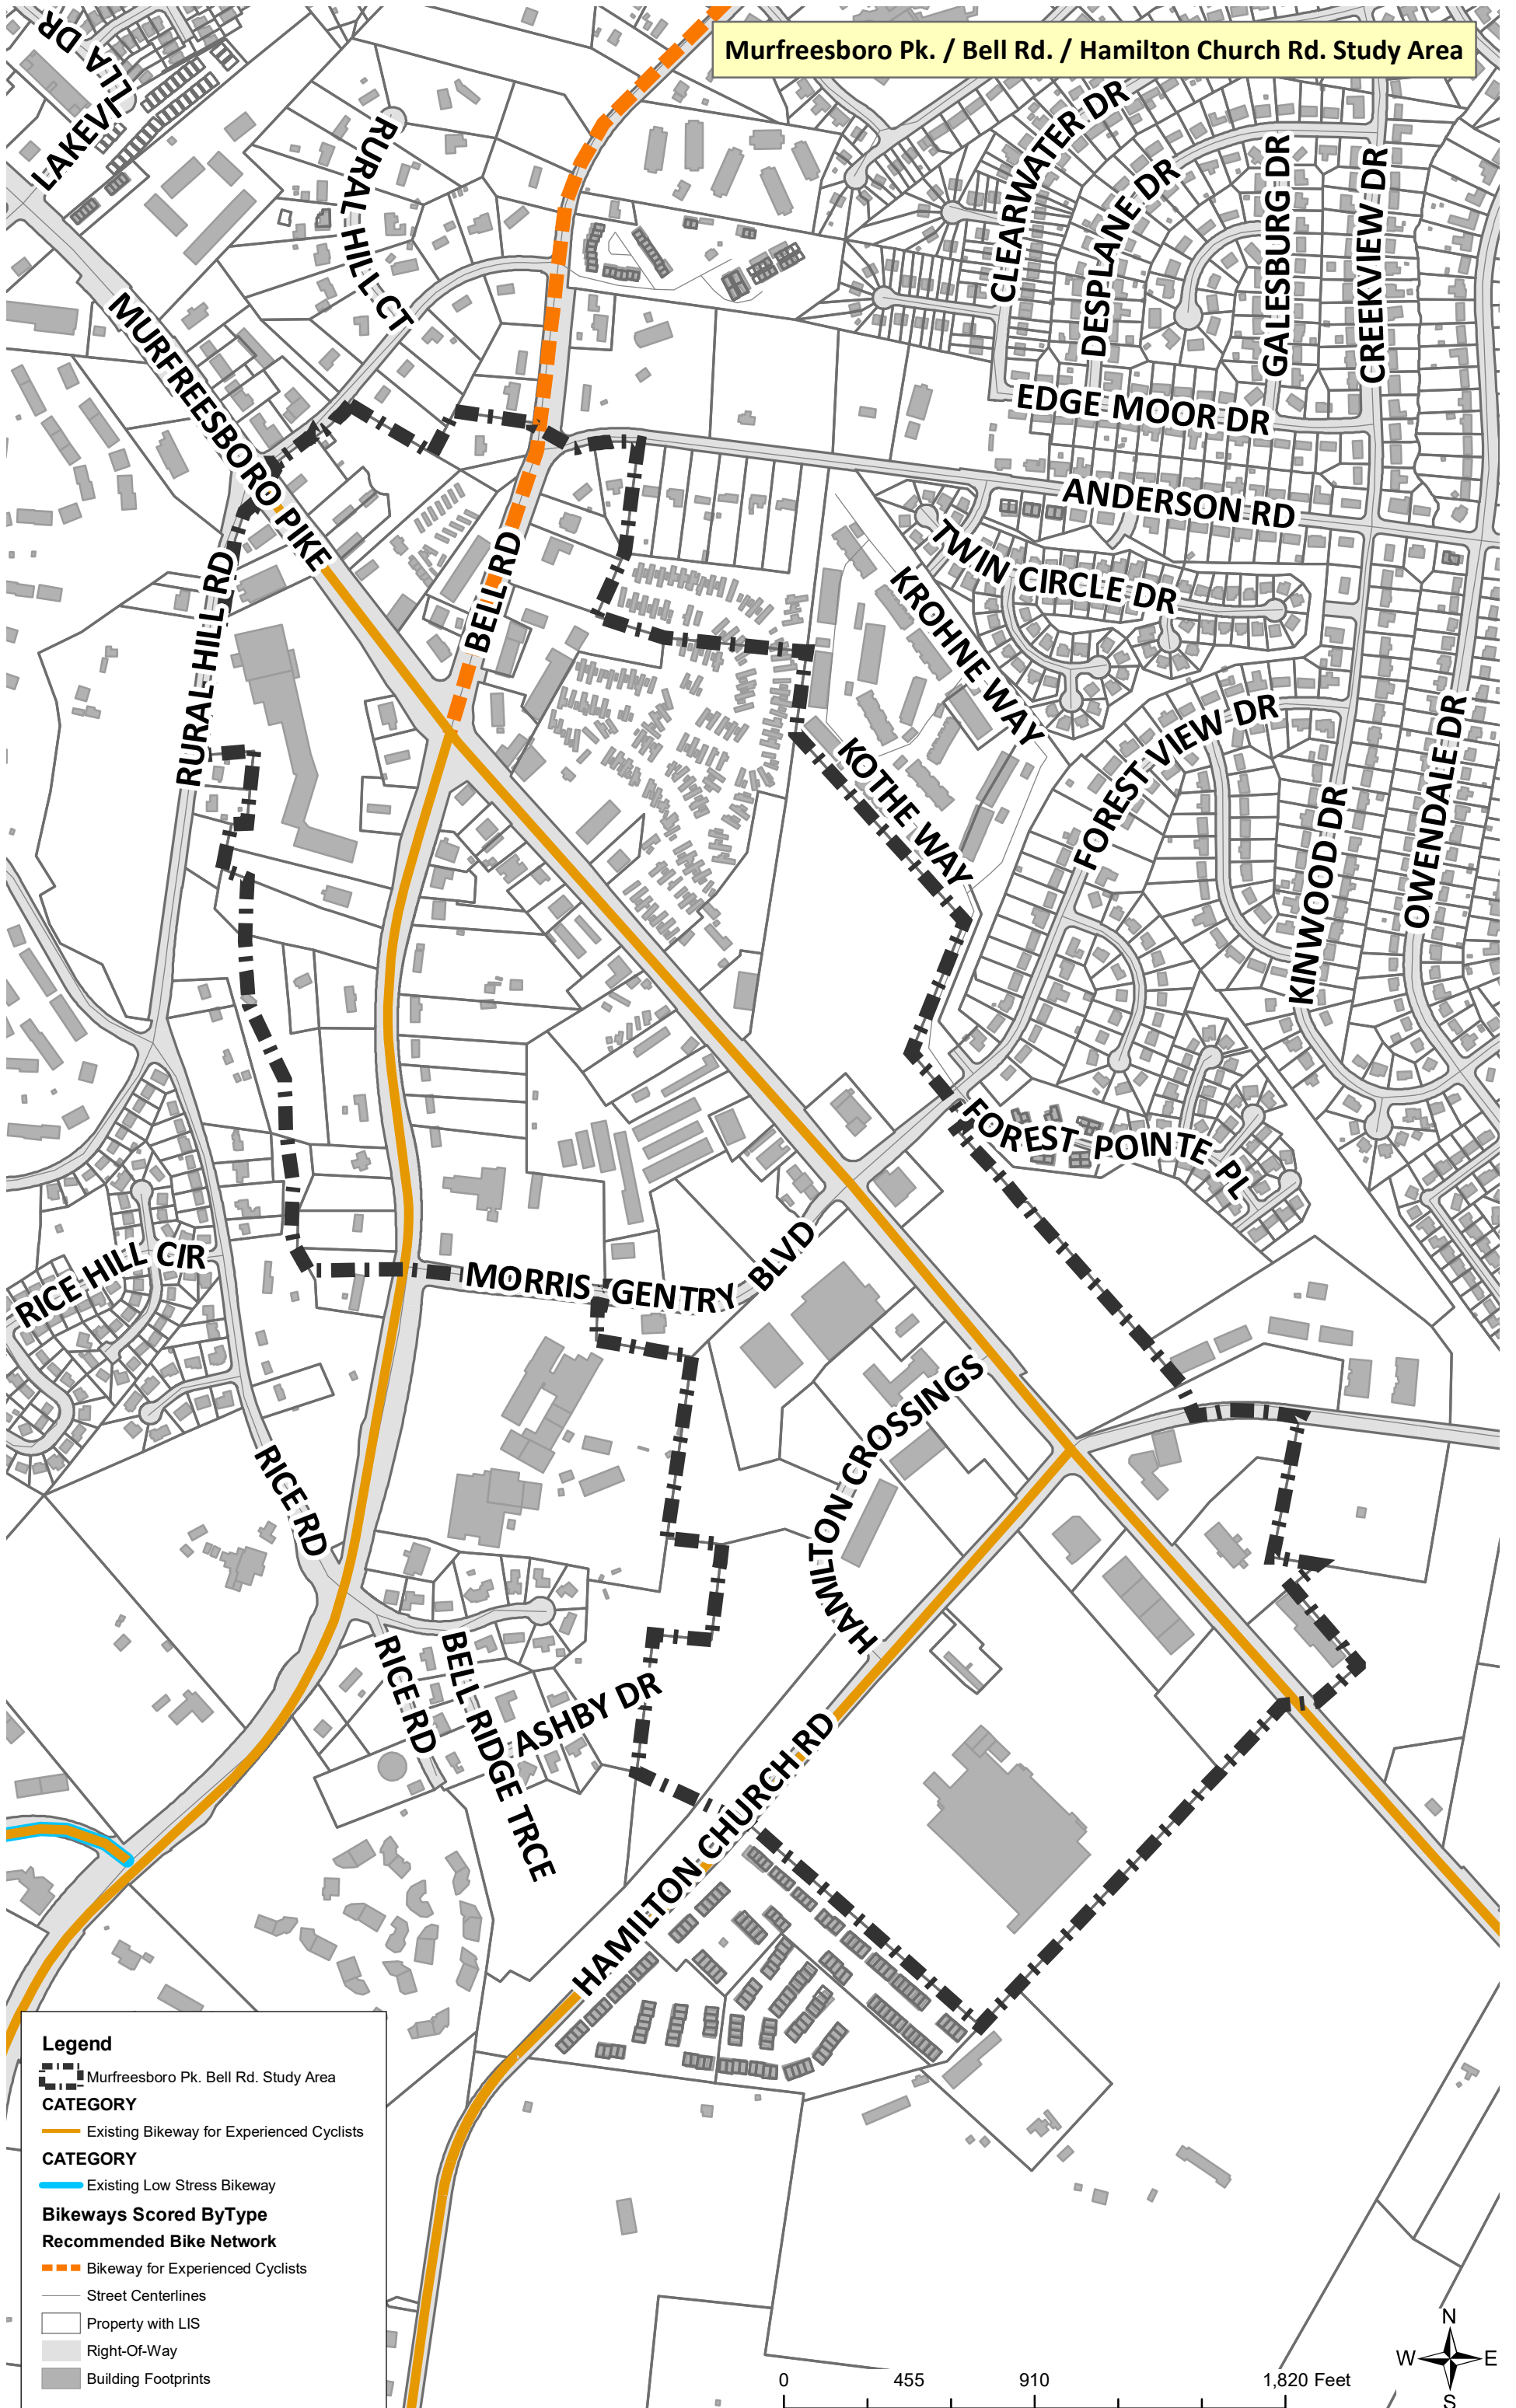 Murfreesboro Pk. / Bell Rd. / Hamilton Church Rd. Study Area
LAKEVILLA DR
RURAL HILL CT
CLEARWATER DR
DESPLANE DR
GALESBURG DR
CREEKVIEW DR
MURFREESBORO PIKE
EDGE MOOR DR
ANDERSON RD
TWIN CIRCLE DR
BELL RD
KROHNE WAY
RURAL HILL RD
KOTHE WAY
FOREST VIEW DR
KINWOOD DR
OWENDALE DR
FOREST POINTE PL
RICE HILL CIR
MORRIS GENTRY BLVD
HAMILTON CROSSINGS
RICE RD
RICE RD
BELL RIDGE TRCE
ASHBY DR
HAMILTON CHURCH RD
Legend
Murfreesboro Pk. Bell Rd. Study Area
CATEGORY
Existing Bikeway for Experienced Cyclists
CATEGORY
Existing Low Stress Bikeway
Bikeways Scored ByType
Recommended Bike Network
Bikeway for Experienced Cyclists
Street Centerlines
Property with LIS
Right-Of-Way
Building Footprints
0 455 910 1,820 Feet
N
W E
S